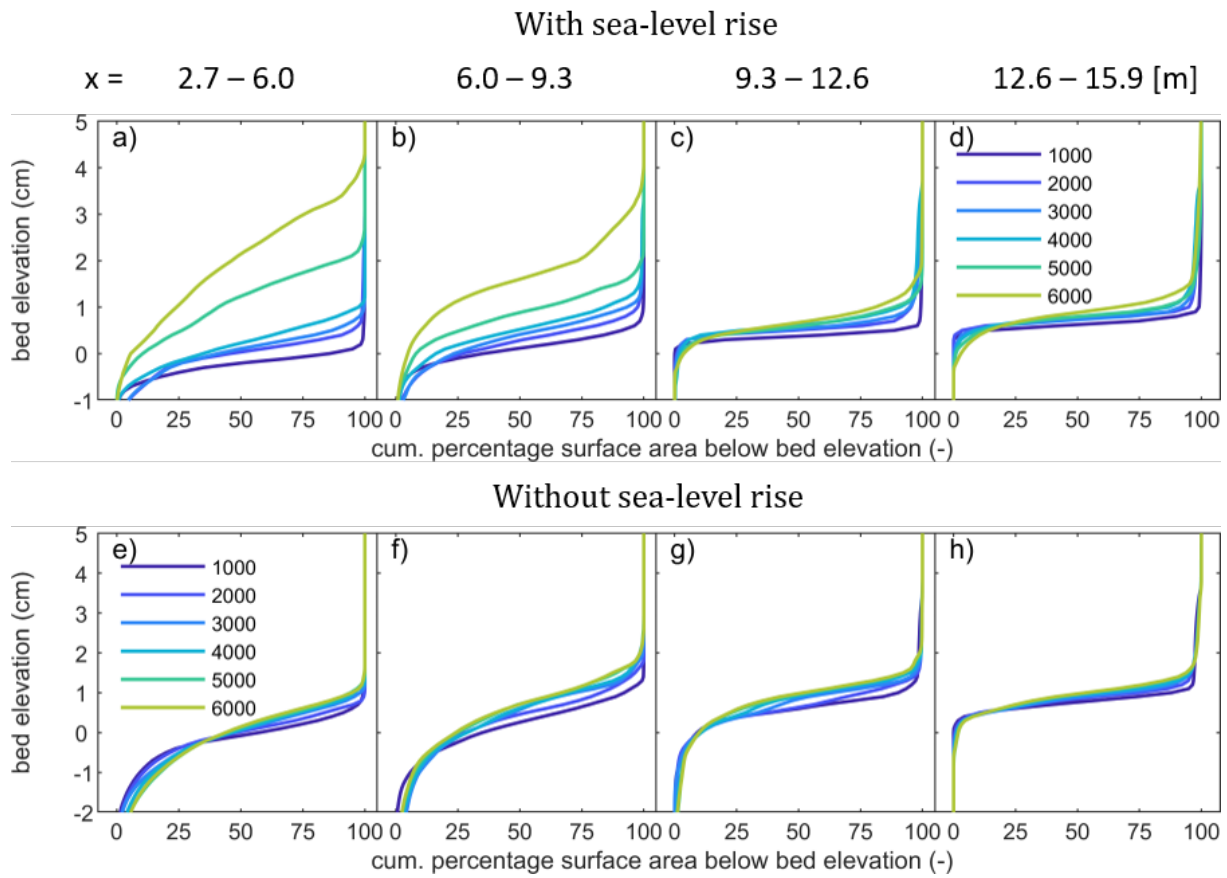 With sea-level rise
x = 2.7 – 6.0 6.0 – 9.3 9.3 – 12.6 12.6 – 15.9 [m]
a) b) c) d)
bed elevation (cm)
5
4
3
2
1
0
-1
1000
2000
3000
4000
5000
6000
0 25 50 75 100 0 25 50 75 100 0 25 50 75 100 0 25 50 75 100
cum. percentage surface area below bed elevation (-)
Without sea-level rise
e) f) g) h)
bed elevation (cm)
5
4
3
2
1
0
-1
-2
1000
2000
3000
4000
5000
6000
0 25 50 75 100 0 25 50 75 100 0 25 50 75 100 0 25 50 75 100
cum. percentage surface area below bed elevation (-)